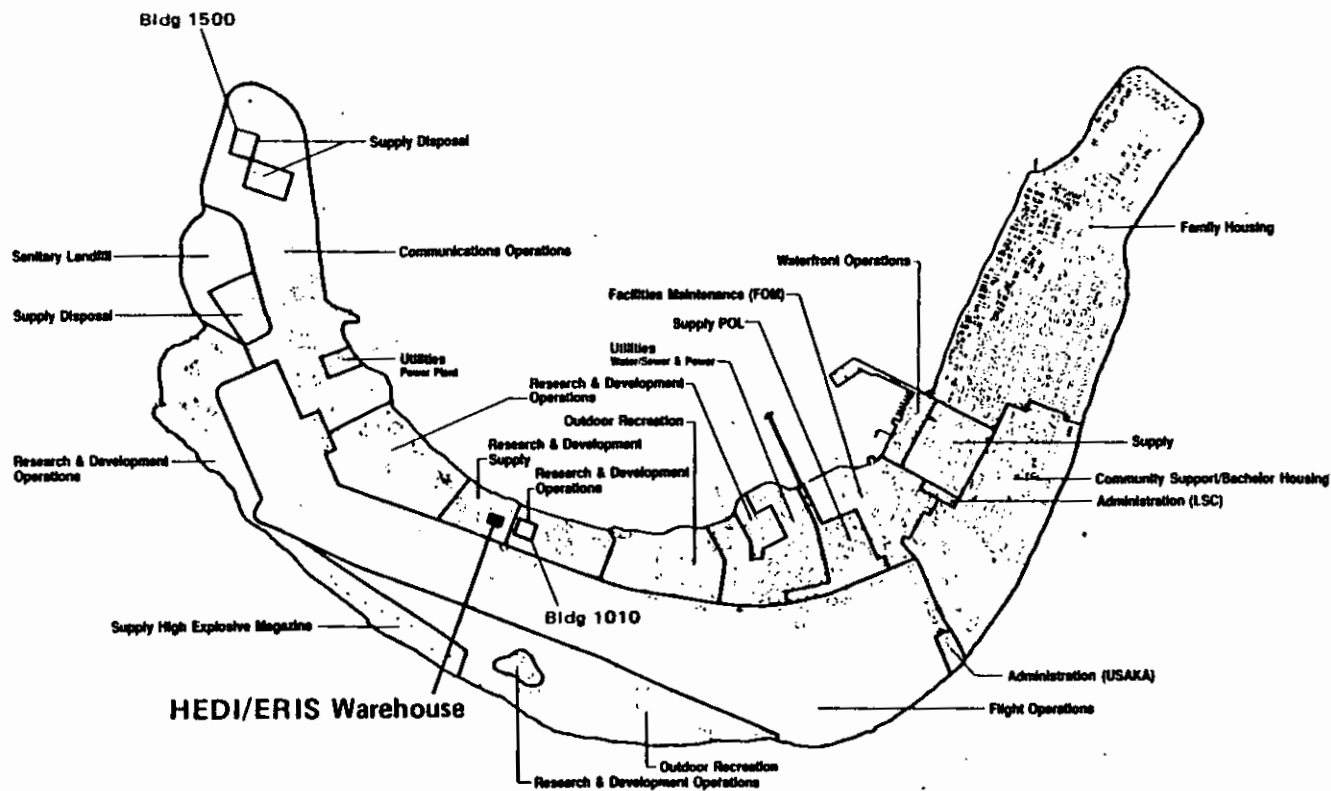 Bldg 1500
Supply Disposal
Sanitary Landfill
Communications Operations
Family Housing
Waterfront Operations
Facilities Maintenance (FOM)
Supply Disposal
Supply POL
Utilities
Power Plant
Utilities
Water/Sewer & Power
Research & Development
Operations
Outdoor Recreation
Research & Development
Supply
Supply
Research & Development
Operations
Research & Development
Operations
Community Support/Bachelor Housing
Administration (LSC)
Bldg 1010
Supply High Explosive Magazine
Administration (USAKA)
HEDI/ERIS Warehouse
Flight Operations
Outdoor Recreation
Research & Development Operations